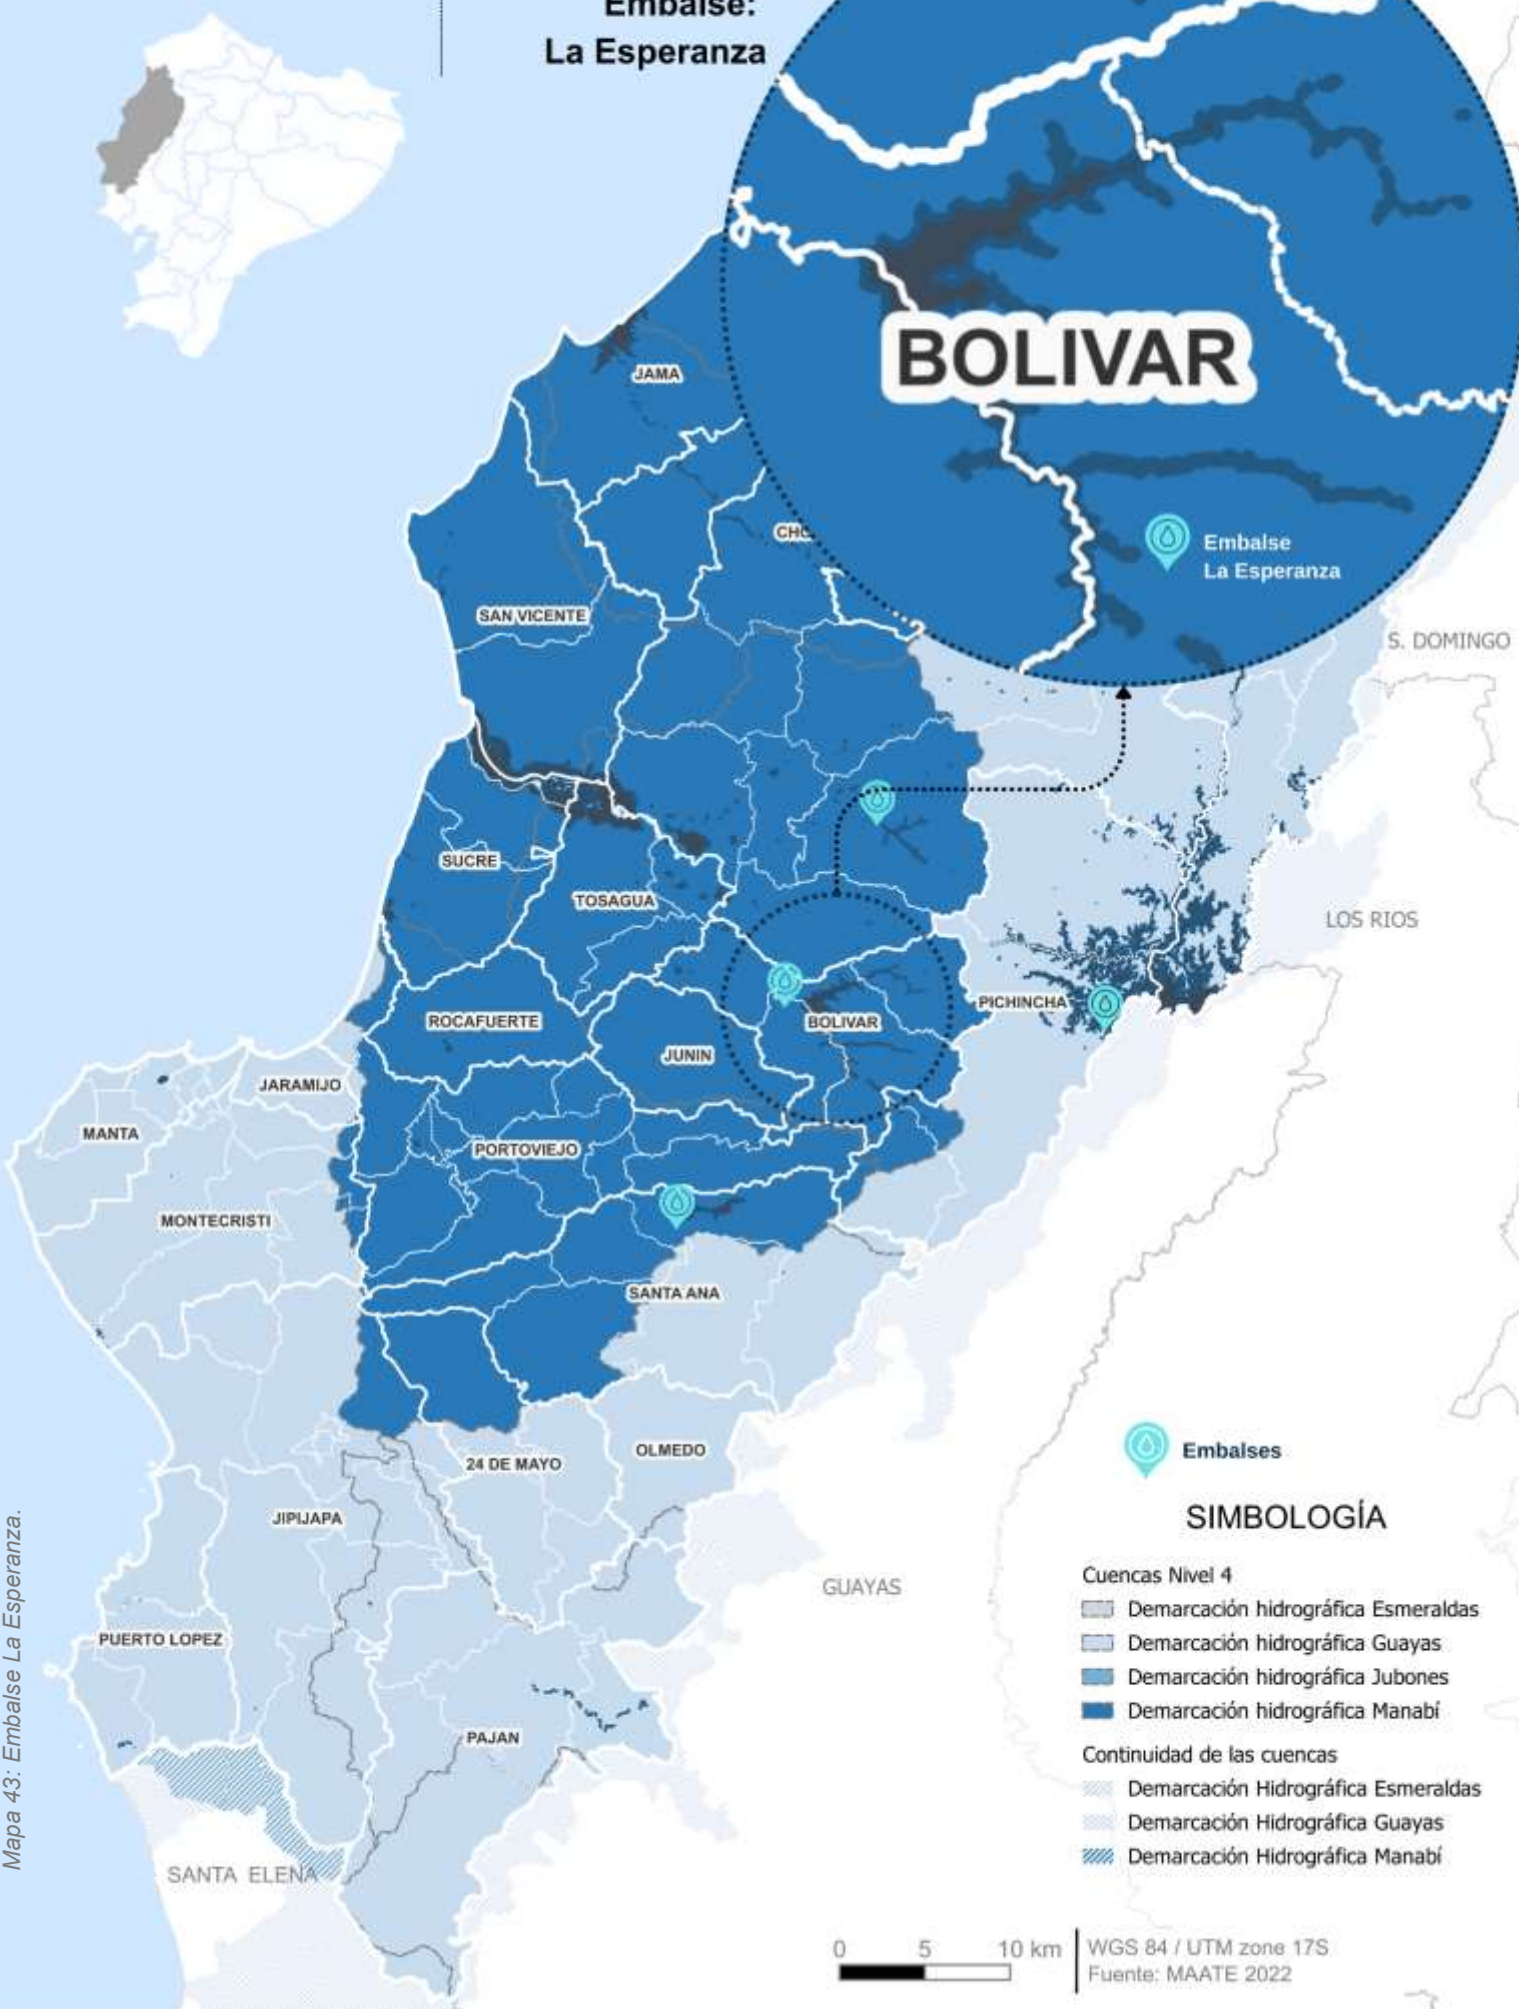 Embalse:
La Esperanza
BOLIVAR
Embalse
La Esperanza
JAMA
SAN VICENTE
S. DOMINGO
SUCRE
TOSAGUA
LOS RIOS
PICHINCHA
ROCAFUERTE
BOLIVAR
JUNIN
JARAMIJO
MANTA
PORTOVIEJO
MONTECRISTI
SANTA ANA
OLMEDO
24 DE MAYO
JIPIJAPA
GUAYAS
PUERTO LOPEZ
PAJAN
SANTA ELENA
Embalses
SIMBOLOGÍA
Cuencas Nivel 4
Demarcación hidrográfica Esmeraldas
Demarcación hidrográfica Guayas
Demarcación hidrográfica Jubones
Demarcación hidrográfica Manabí
Continuidad de las cuencas
Demarcación Hidrográfica Esmeraldas
Demarcación Hidrográfica Guayas
Demarcación Hidrográfica Manabí
0 5 10 km
WGS 84 / UTM zone 17S
Fuente: MAATE 2022
Mapa 43: Embalse La Esperanza.